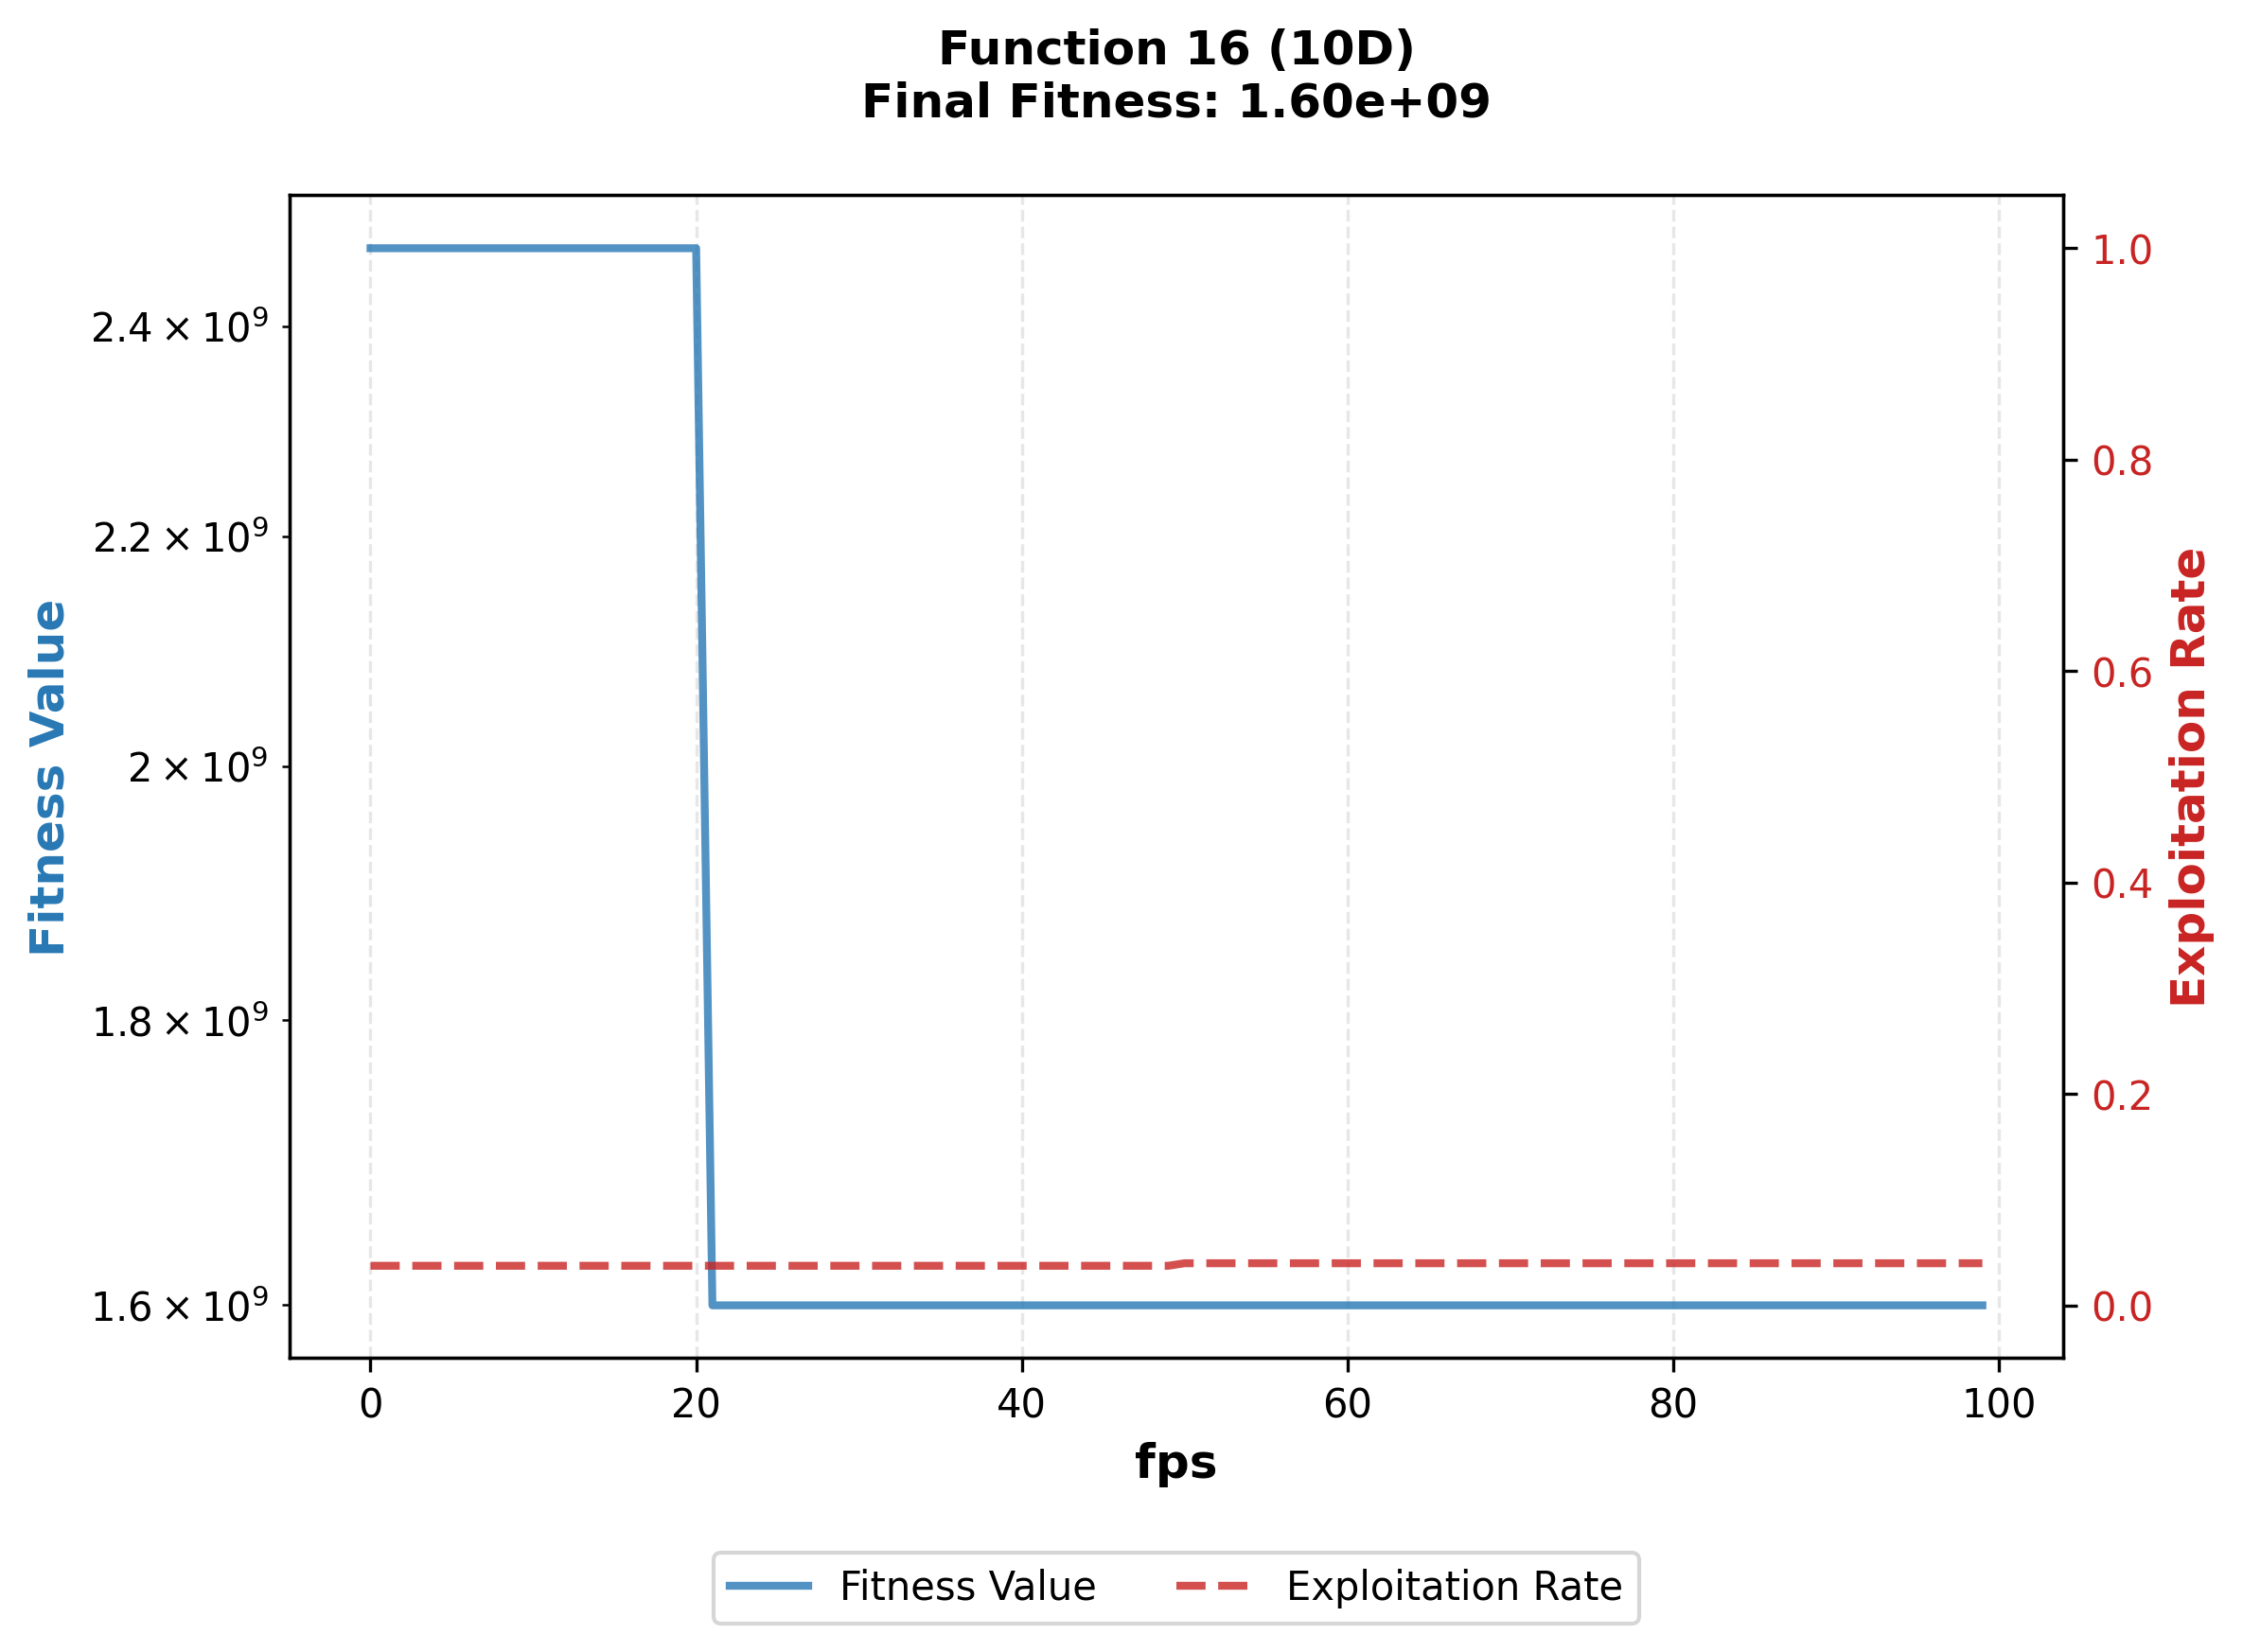 Function 16 (10D)
Final Fitness: 1.60e+09
Fitness Value
2.4 × 10⁹
2.2 × 10⁹
2 × 10⁹
1.8 × 10⁹
1.6 × 10⁹
1.0
0.8
0.6
0.4
0.2
0.0
Exploitation Rate
0 20 40 60 80 100
fps
Fitness Value Exploitation Rate